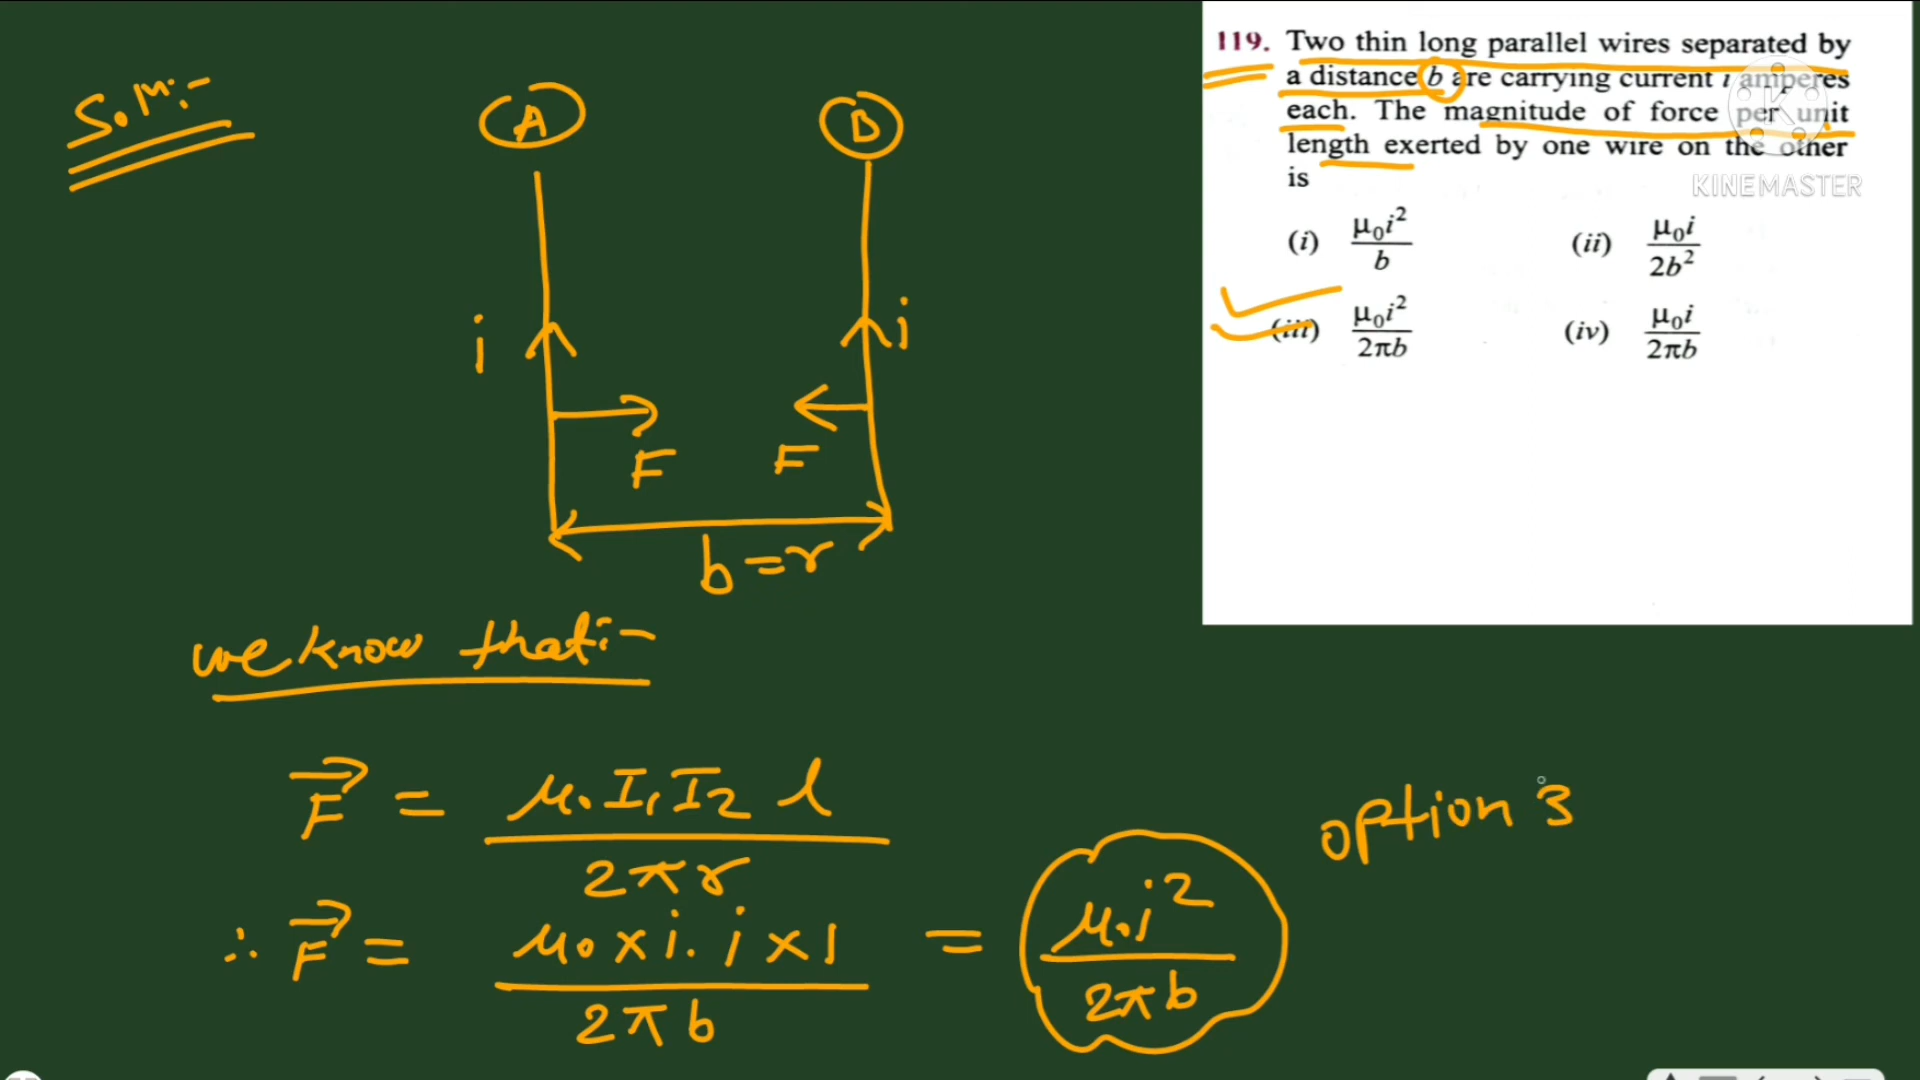 Soln:-
A
B
i
i
F
F
b=r
we know that:-
F = μ₀I₁I₂ l
2πr
∴ F = μ₀ x i. i x 1 = μ₀i²
2πb
2πb
option 3
119. Two thin long parallel wires separated by
a distance b are carrying current i amperes
each. The magnitude of force per unit
length exerted by one wire on the other
is
KINEMASTER
(i) μ₀i²/b (ii) μ₀i/2b²
(iii) μ₀i²/2πb (iv) μ₀i/2πb